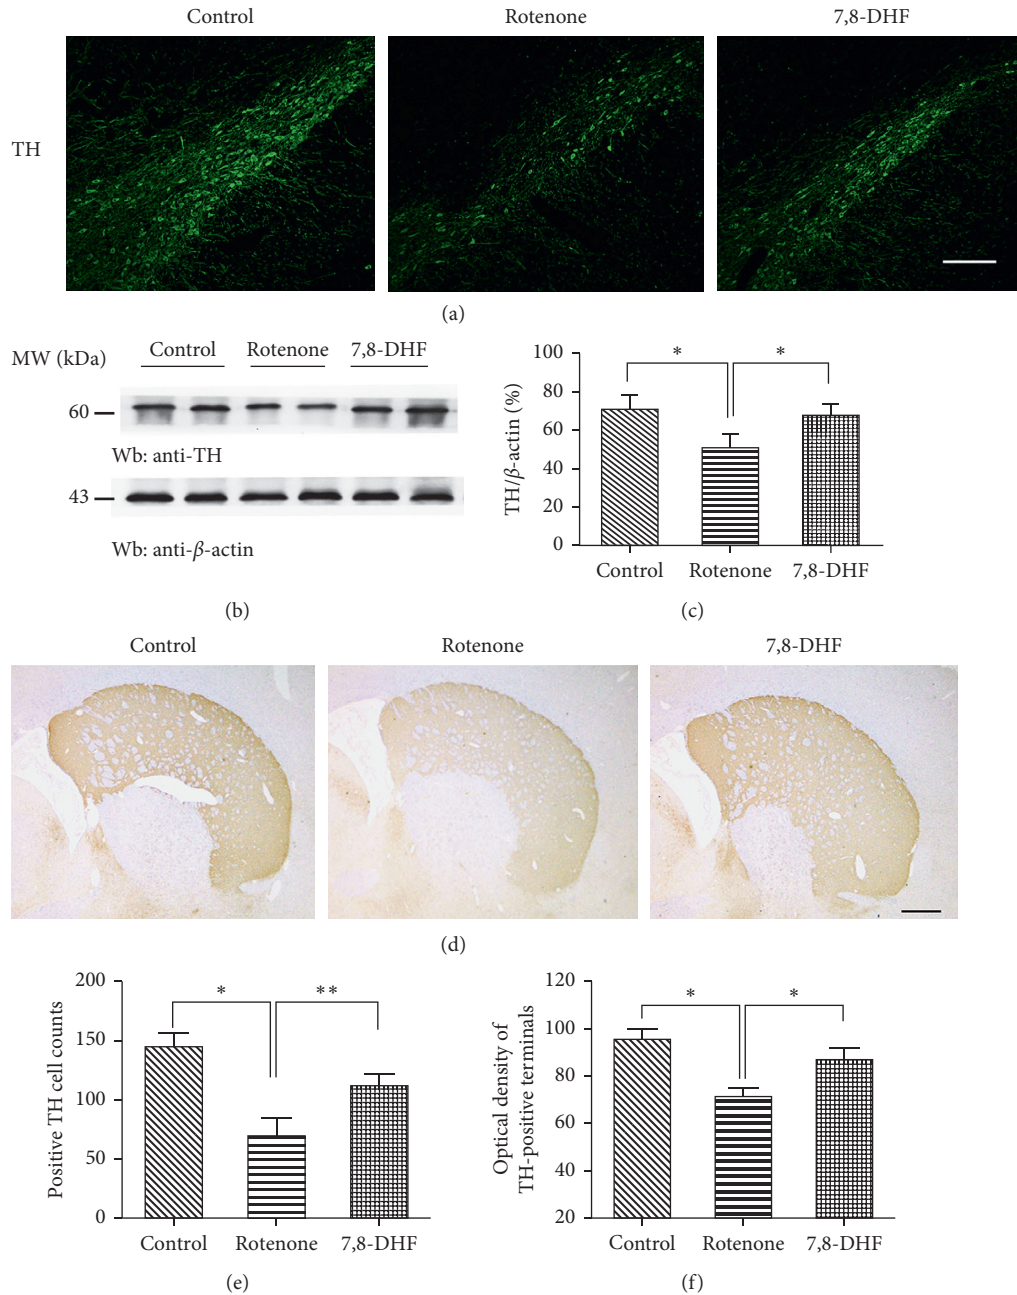 Control Rotenone 7,8-DHF
TH
(a)
MW (kDa) Control Rotenone 7,8-DHF
60
Wb: anti-TH
43
Wb: anti-β-actin
(b)
TH/β-actin (%)
100
80
60
40
20
0
* *
Control Rotenone 7,8-DHF
(c)
Control Rotenone 7,8-DHF
(d)
Positive TH cell counts
200
150
100
50
0
* **
Control Rotenone 7,8-DHF
(e)
Optical density of
TH-positive terminals
120
100
80
60
40
20
* *
Control Rotenone 7,8-DHF
(f)